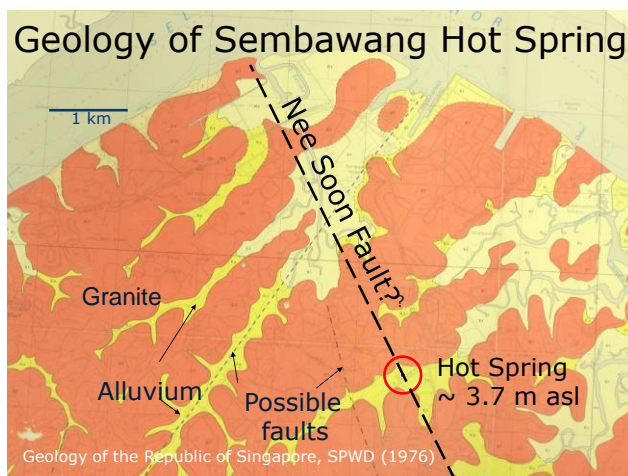 Geology of Sembawang Hot Spring
1 km
Nee Soon Fault?
Granite
Alluvium
Possible
faults
Hot Spring
~ 3.7 m asl
Geology of the Republic of Singapore, SPWD (1976)